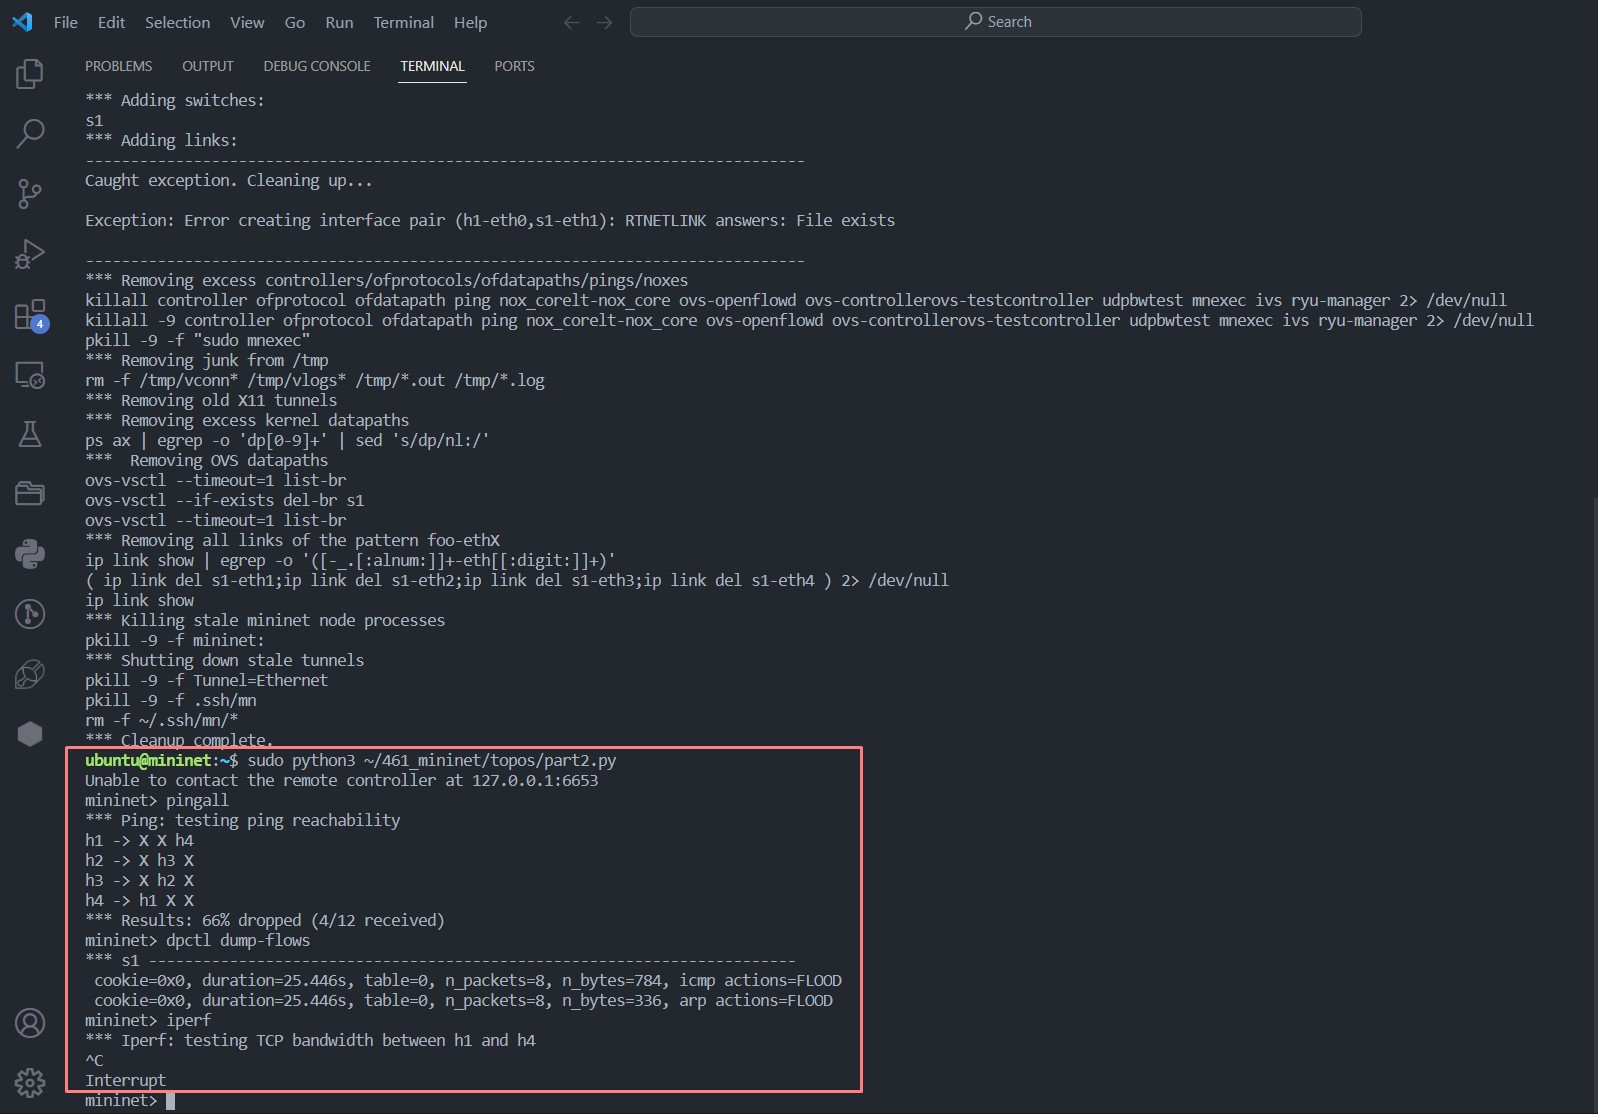 File Edit Selection View Go Run Terminal Help
Search
PROBLEMS OUTPUT DEBUG CONSOLE TERMINAL PORTS
*** Adding switches:
s1
*** Adding links:
--------------------------------------------------------------------------------
Caught exception. Cleaning up...
Exception: Error creating interface pair (h1-eth0,s1-eth1): RTNETLINK answers: File exists
--------------------------------------------------------------------------------
*** Removing excess controllers/ofprotocols/ofdatapaths/pings/noxes
killall controller ofprotocol ofdatapath ping nox_corelt-nox_core ovs-openflowd ovs-controllerovs-testcontroller udpbwtest mnexec ivs ryu-manager 2> /dev/null
killall -9 controller ofprotocol ofdatapath ping nox_corelt-nox_core ovs-openflowd ovs-controllerovs-testcontroller udpbwtest mnexec ivs ryu-manager 2> /dev/null
pkill -9 -f "sudo mnexec"
*** Removing junk from /tmp
rm -f /tmp/vconn* /tmp/vlogs* /tmp/*.out /tmp/*.log
*** Removing old X11 tunnels
*** Removing excess kernel datapaths
ps ax | egrep -o 'dp[0-9]+' | sed 's/dp/nl:/'
***  Removing OVS datapaths
ovs-vsctl --timeout=1 list-br
ovs-vsctl --if-exists del-br s1
ovs-vsctl --timeout=1 list-br
*** Removing all links of the pattern foo-ethX
ip link show | egrep -o '([-_.[:alnum:]]+-eth[[:digit:]]+)'
( ip link del s1-eth1;ip link del s1-eth2;ip link del s1-eth3;ip link del s1-eth4 ) 2> /dev/null
ip link show
*** Killing stale mininet node processes
pkill -9 -f mininet:
*** Shutting down stale tunnels
pkill -9 -f Tunnel=Ethernet
pkill -9 -f .ssh/mn
rm -f ~/.ssh/mn/*
*** Cleanup complete.
4
ubuntu@mininet:~$ sudo python3 ~/461_mininet/topos/part2.py
Unable to contact the remote controller at 127.0.0.1:6653
mininet> pingall
*** Ping: testing ping reachability
h1 -> X X h4
h2 -> X h3 X
h3 -> X h2 X
h4 -> h1 X X
*** Results: 66% dropped (4/12 received)
mininet> dpctl dump-flows
*** s1 ------------------------------------------------------------------------
 cookie=0x0, duration=25.446s, table=0, n_packets=8, n_bytes=784, icmp actions=FLOOD
 cookie=0x0, duration=25.446s, table=0, n_packets=8, n_bytes=336, arp actions=FLOOD
mininet> iperf
*** Iperf: testing TCP bandwidth between h1 and h4
^C
Interrupt
mininet>